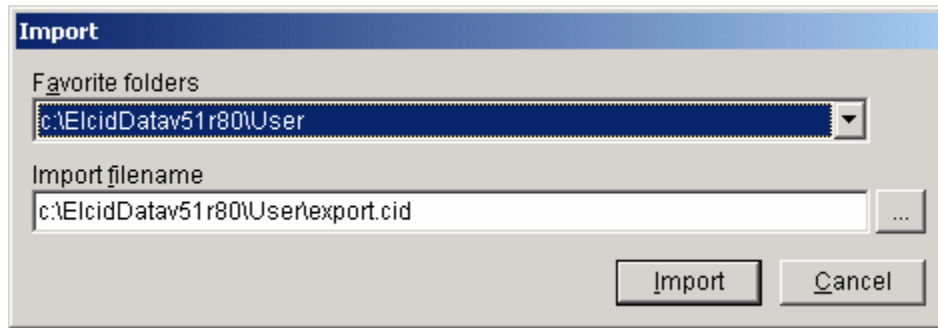 Import
Favorite folders
c:\ElcidDatav51r80\User
Import filename
c:\ElcidDatav51r80\User\export.cid
...
Import
Cancel